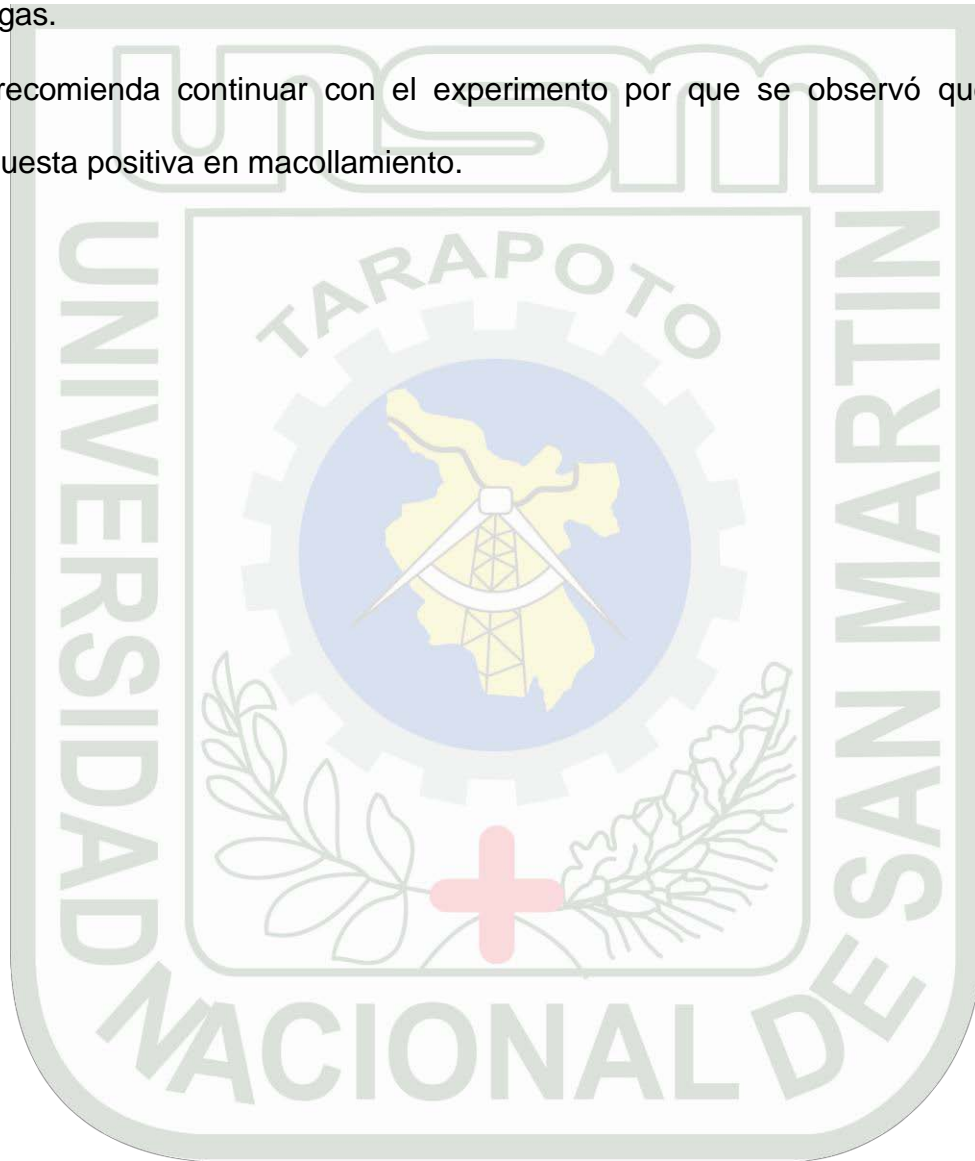 gas.
recomienda continuar con el experimento por que se observó que
uesta positiva en macollamiento.
unsm
TARAPOTO
UNIVERSIDAD NACIONAL DE SAN MARTIN